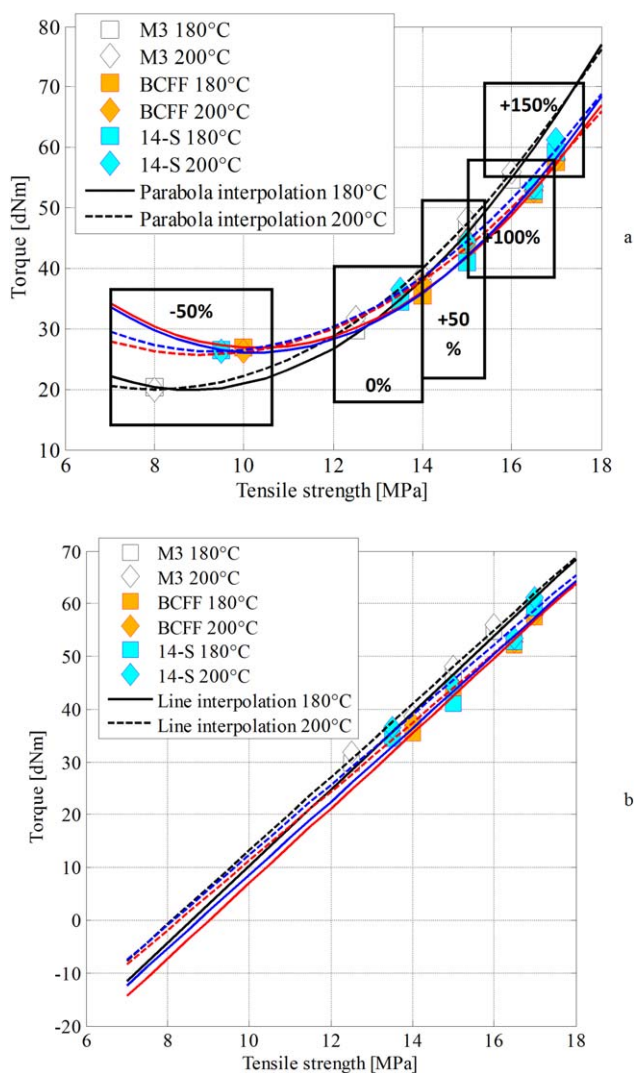 80
70
60
50
40
30
20
10
Torque [dNm]
M3 180°C
M3 200°C
BCFF 180°C
BCFF 200°C
14-S 180°C
14-S 200°C
Parabola interpolation 180°C
Parabola interpolation 200°C
+150%
+100%
-50%
+50
%
0%
6 8 10 12 14 16 18
Tensile strength [MPa]
a
70
60
50
40
30
20
10
0
-10
-20
Torque [dNm]
M3 180°C
M3 200°C
BCFF 180°C
BCFF 200°C
14-S 180°C
14-S 200°C
Line interpolation 180°C
Line interpolation 200°C
6 8 10 12 14 16 18
Tensile strength [MPa]
b